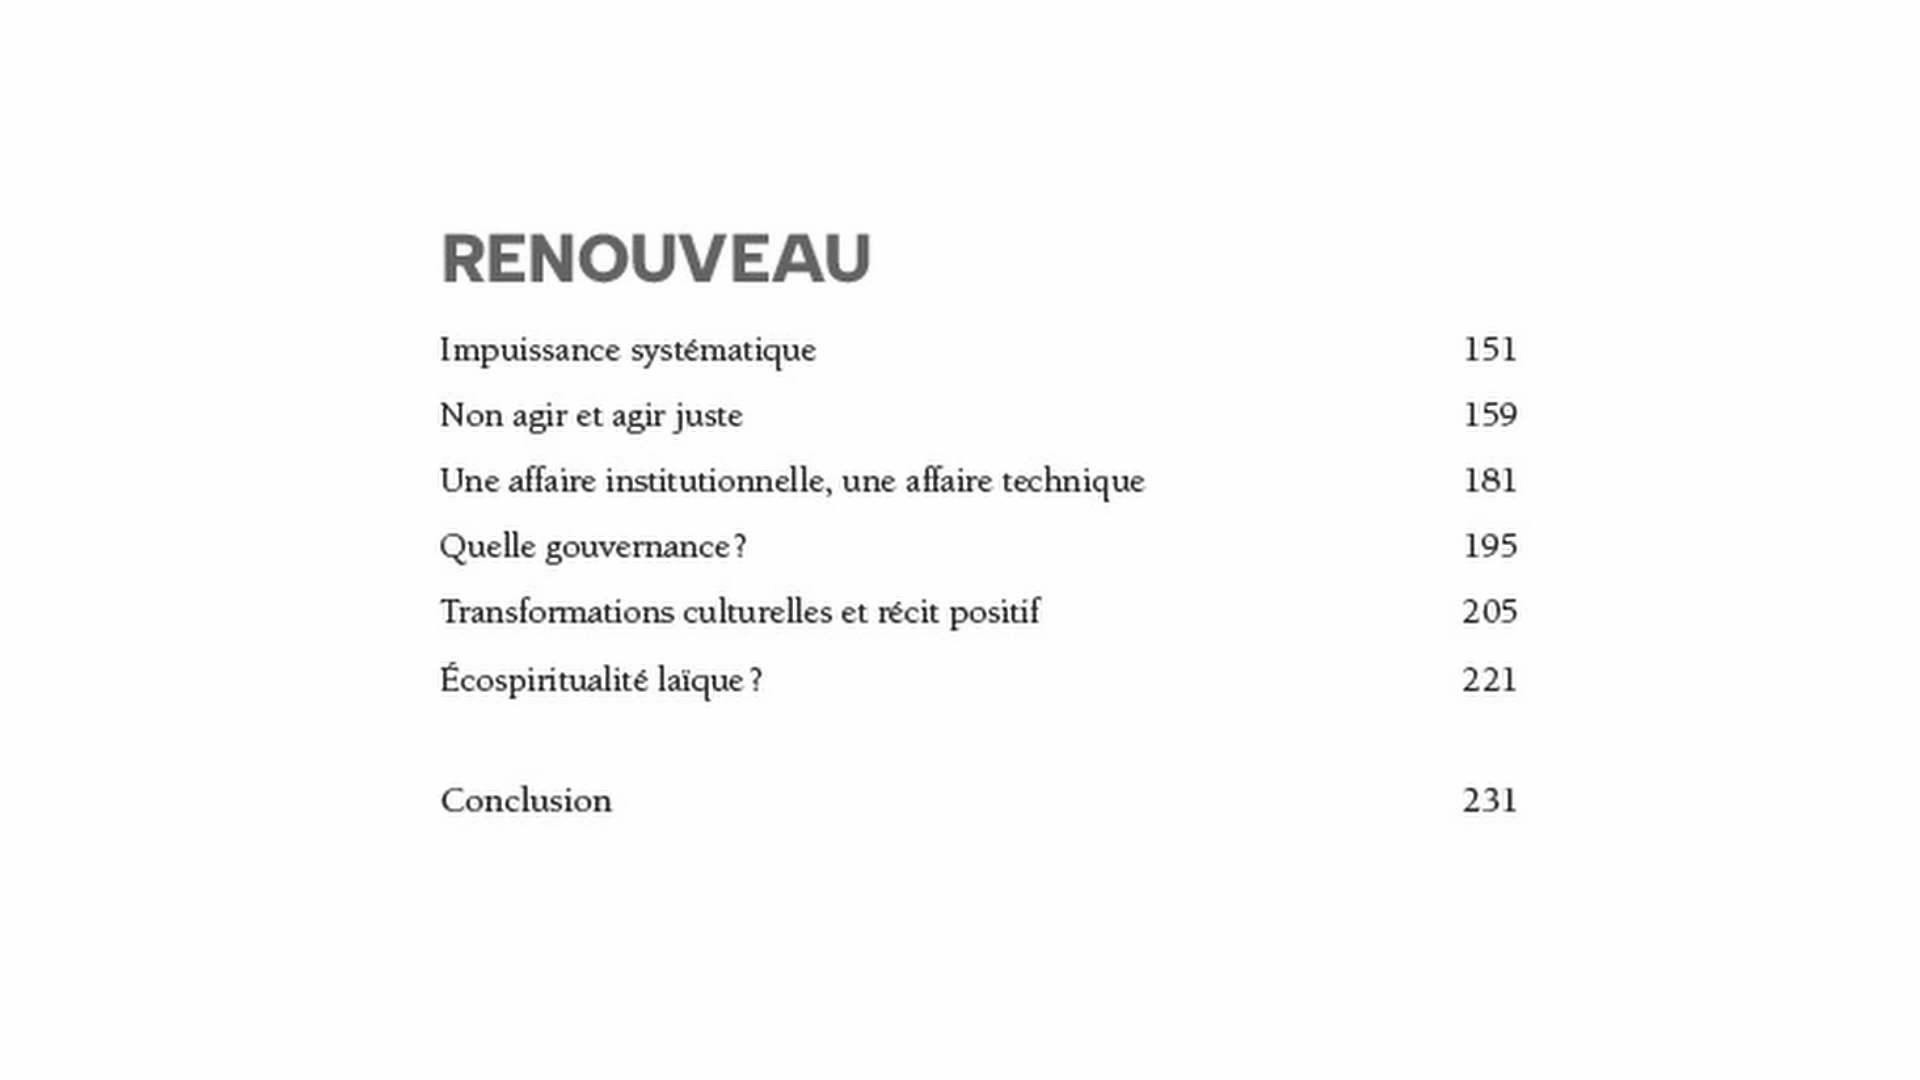 RENOUVEAU
Impuissance systématique 151
Non agir et agir juste 159
Une affaire institutionnelle, une affaire technique 181
Quelle gouvernance ? 195
Transformations culturelles et récit positif 205
Écospiritualité laïque ? 221
Conclusion 231